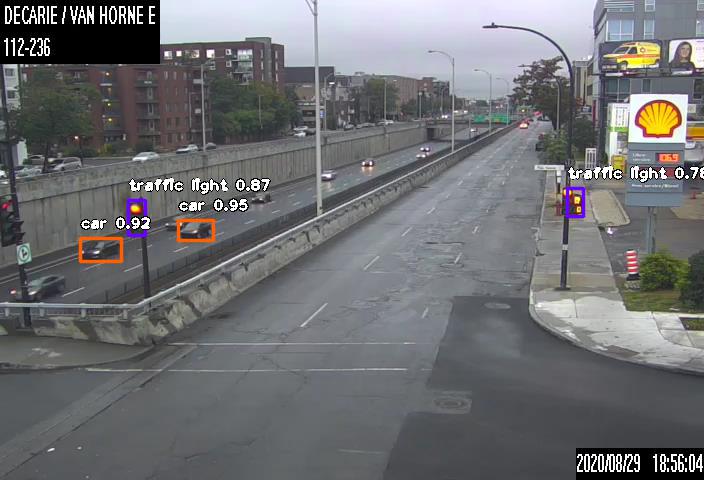 DECARIE / VAN HORNE E
112-236
traffic light 0.87
car 0.95
car 0.92
traffic light 0.78
P
2020/08/29 18:56:04